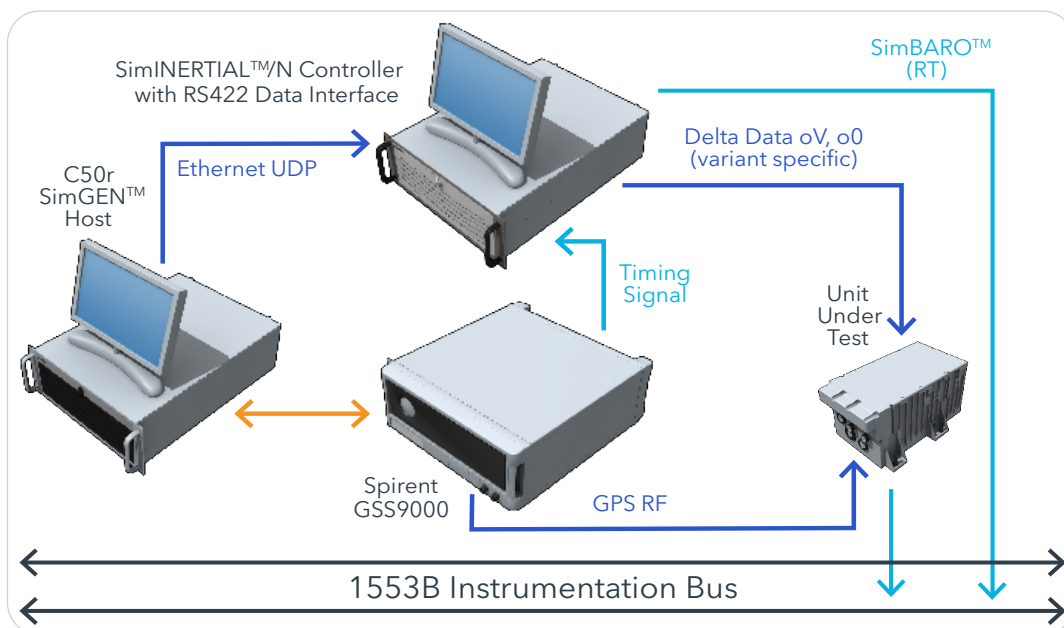 SimBARO™
(RT)
SimINERTIAL™/N Controller
with RS422 Data Interface
Delta Data oV, o0
(variant specific)
Ethernet UDP
C50r
SimGEN™
Host
Timing
Signal
Unit
Under
Test
Spirent
GSS9000
GPS RF
1553B Instrumentation Bus